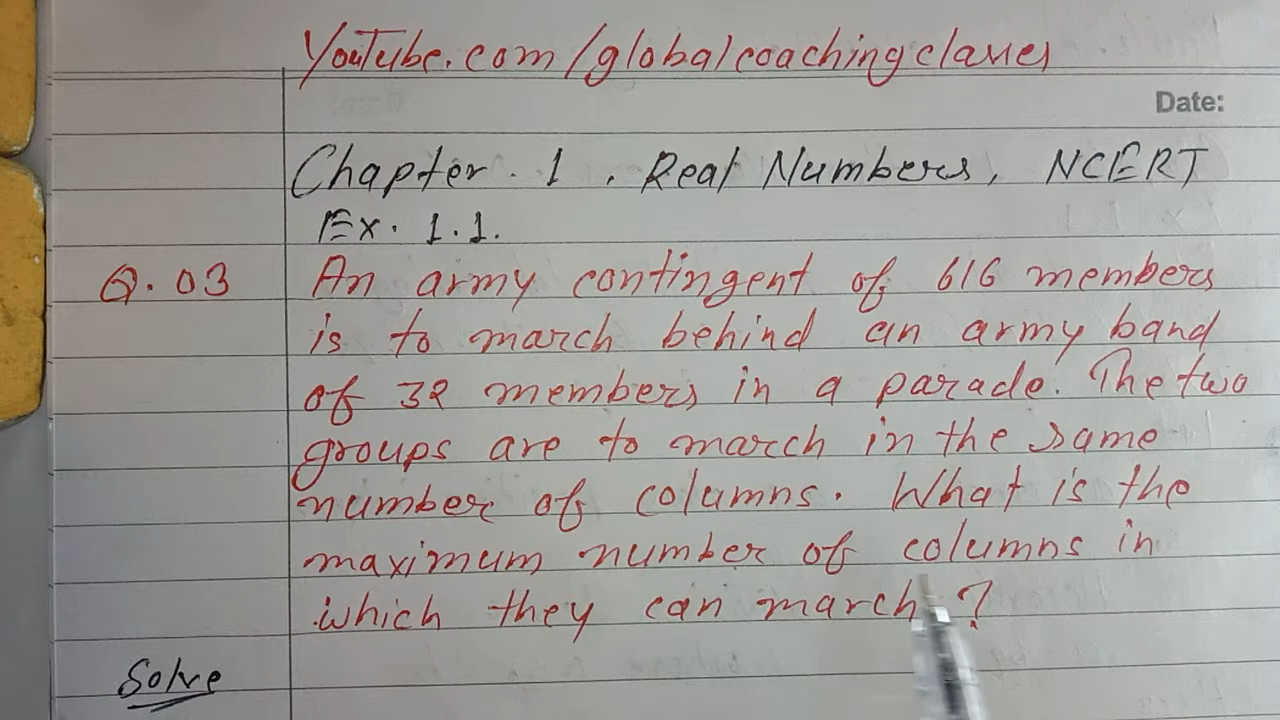 YouTube.com/globalcoachingclasses
Date:
Chapter. 1, Real Numbers, NCERT
Ex. 1.1.
Q. 03 An army contingent of 616 members
is to march behind an army band
of 32 members in a parade. The two
groups are to march in the same
number of columns. What is the
maximum number of columns in
which they can march?
Solve